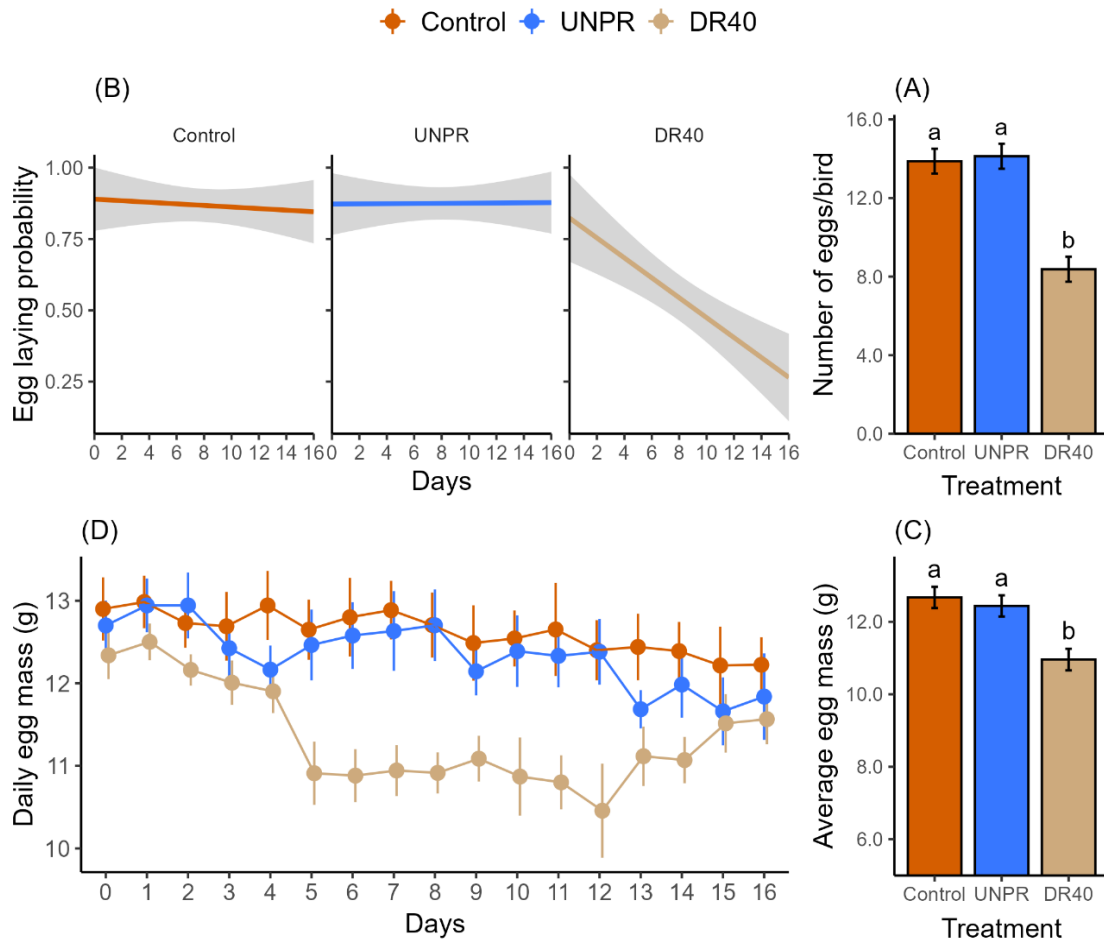 Control UNPR DR40
(B)
Control UNPR DR40
Egg laying probability
1.00
0.75
0.50
0.25
0 2 4 6 8 10 12 14 16 0 2 4 6 8 10 12 14 16 0 2 4 6 8 10 12 14 16
Days
(A)
Number of eggs/bird
16.0
12.0
8.0
4.0
0.0
a a b
Control UNPR DR40
Treatment
(D)
Daily egg mass (g)
13
12
11
10
0 1 2 3 4 5 6 7 8 9 10 11 12 13 14 15 16
Days
(C)
Average egg mass (g)
12.0
10.0
8.0
6.0
a a b
Control UNPR DR40
Treatment